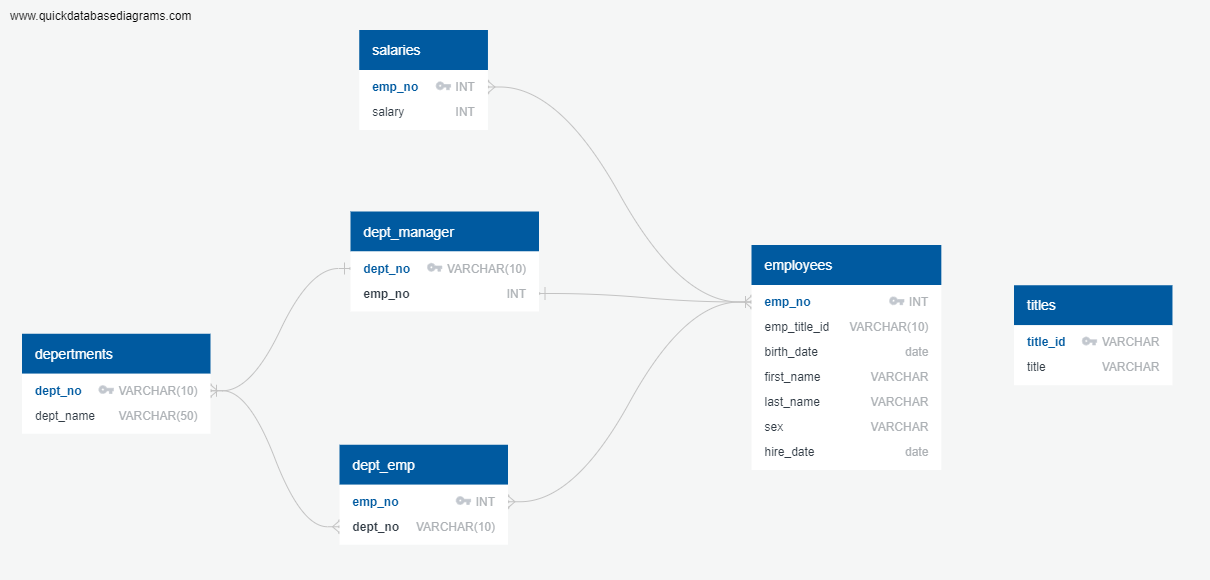 www.quickdatabasediagrams.com
salaries
emp_no INT
salary INT
dept_manager
dept_no VARCHAR(10)
emp_no INT
depertments
dept_no VARCHAR(10)
dept_name VARCHAR(50)
dept_emp
emp_no INT
dept_no VARCHAR(10)
employees
emp_no INT
emp_title_id VARCHAR(10)
birth_date date
first_name VARCHAR
last_name VARCHAR
sex VARCHAR
hire_date date
titles
title_id VARCHAR
title VARCHAR